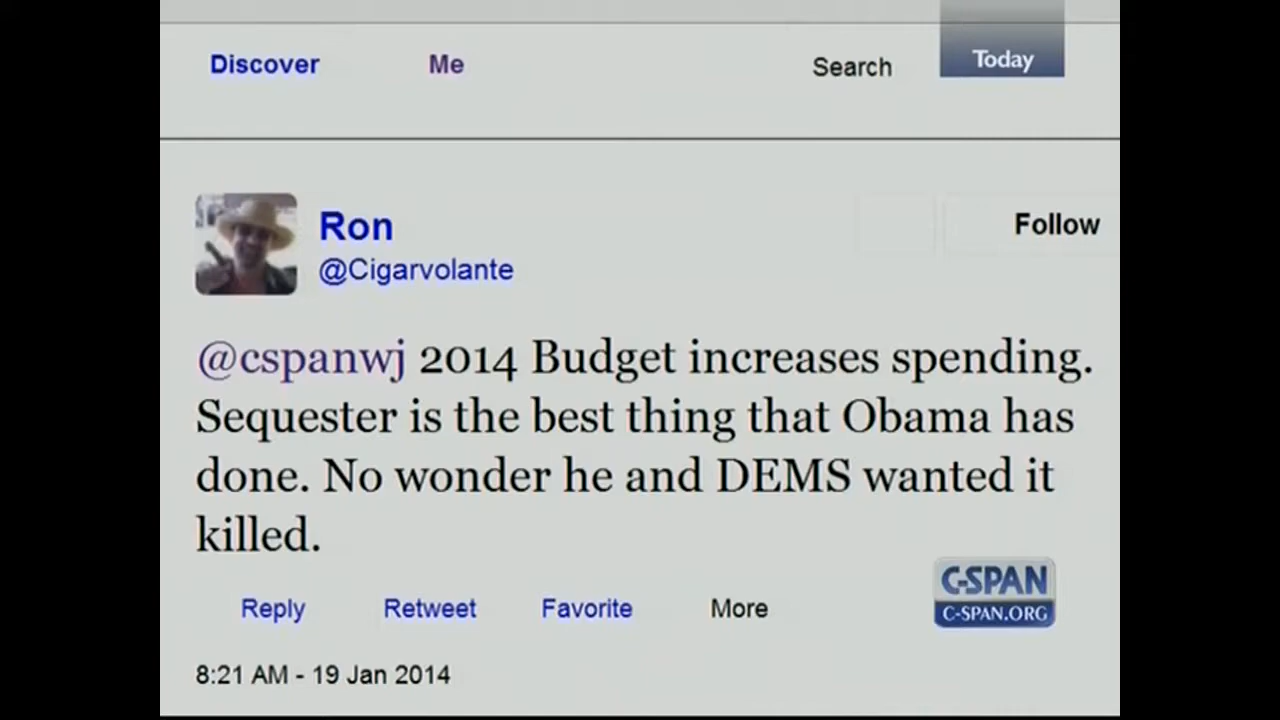 Discover Me Search Today
Ron Follow
@Cigarvolante
@cspanwj 2014 Budget increases spending.
Sequester is the best thing that Obama has
done. No wonder he and DEMS wanted it
killed.
C-SPAN
C-SPAN.ORG
Reply Retweet Favorite More
8:21 AM - 19 Jan 2014